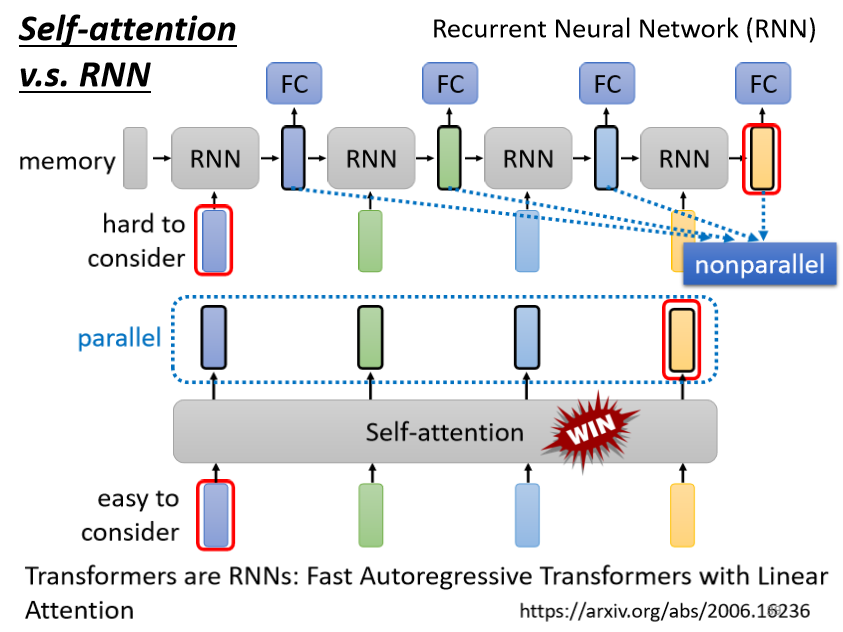 Self-attention
v.s. RNN
Recurrent Neural Network (RNN)
FC FC FC FC
memory RNN RNN RNN RNN
hard to
consider
nonparallel
parallel
Self-attention WIN
easy to
consider
Transformers are RNNs: Fast Autoregressive Transformers with Linear
Attention
https://arxiv.org/abs/2006.16236